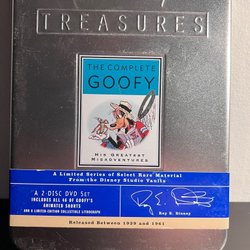 TREASURES
THE COMPLETE
GOOFY
HIS GREATEST
MISADVENTURES
A Limited Series of Select Rare Material
From the Disney Studio Vaults
A 2-DISC DVD SET
INCLUDES ALL 46 OF GOOFY'S
ANIMATED SHORTS
AND A LIMITED-EDITION COLLECTIBLE LITHOGRAPH
Roy E. Disney
Released Between 1939 and 1961